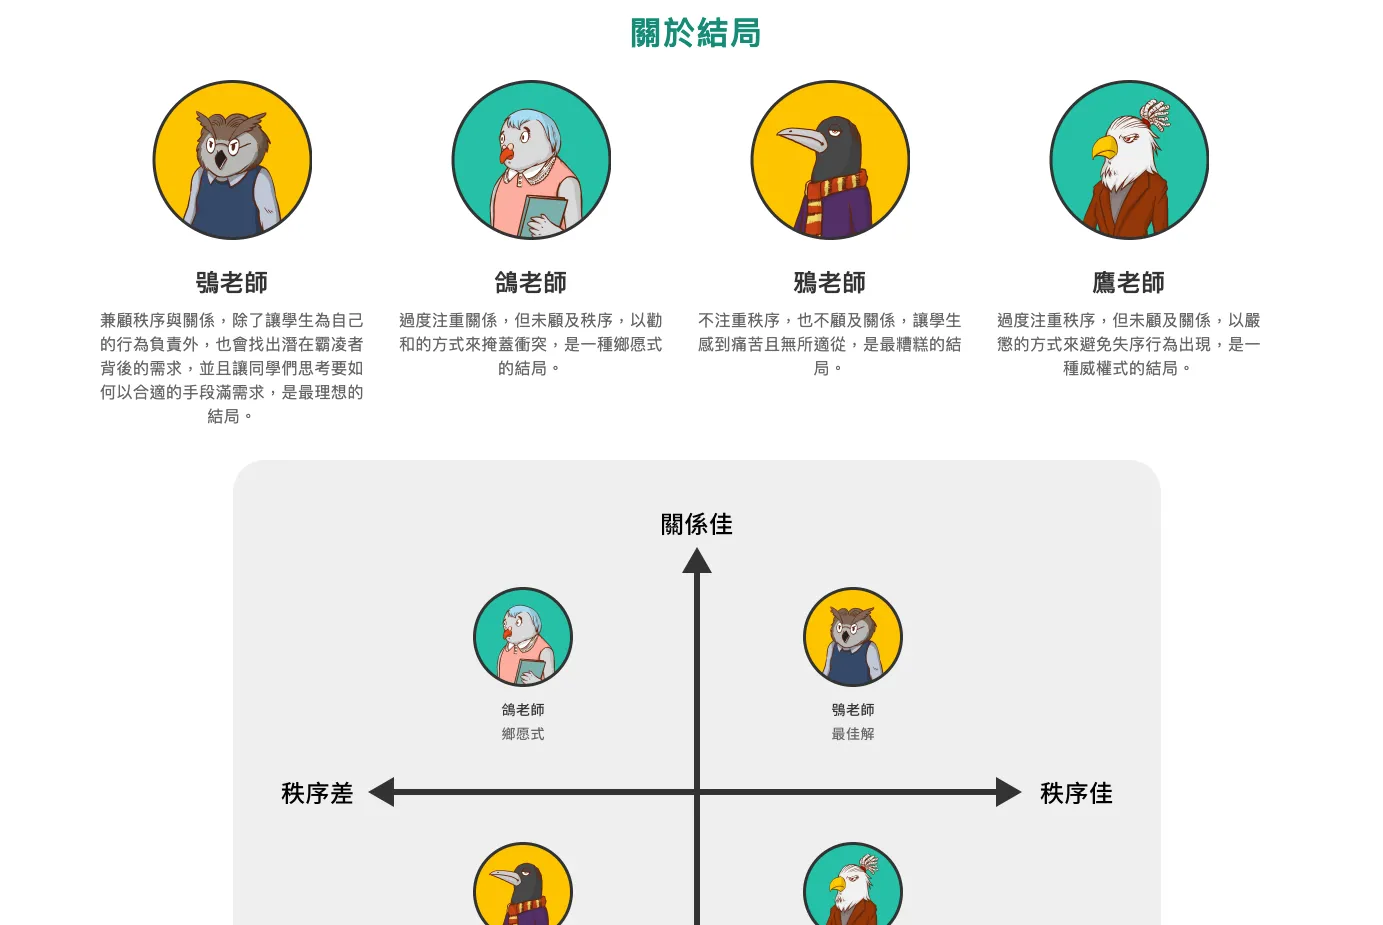 關於結局
鴞老師
兼顧秩序與關係，除了讓學生為自己
的行為負責外，也會找出潛在霸凌者
背後的需求，並且讓同學們思考要如
何以合適的手段滿需求，是最理想的
結局。
鴿老師
過度注重關係，但未顧及秩序，以勸
和的方式來掩蓋衝突，是一種鄉愿式
的結局。
鴉老師
不注重秩序，也不顧及關係，讓學生
感到痛苦且無所適從，是最糟糕的結
局。
鷹老師
過度注重秩序，但未顧及關係，以嚴
懲的方式來避免失序行為出現，是一
種威權式的結局。
關係佳
鴿老師
鄉愿式
鴞老師
最佳解
秩序差
秩序佳